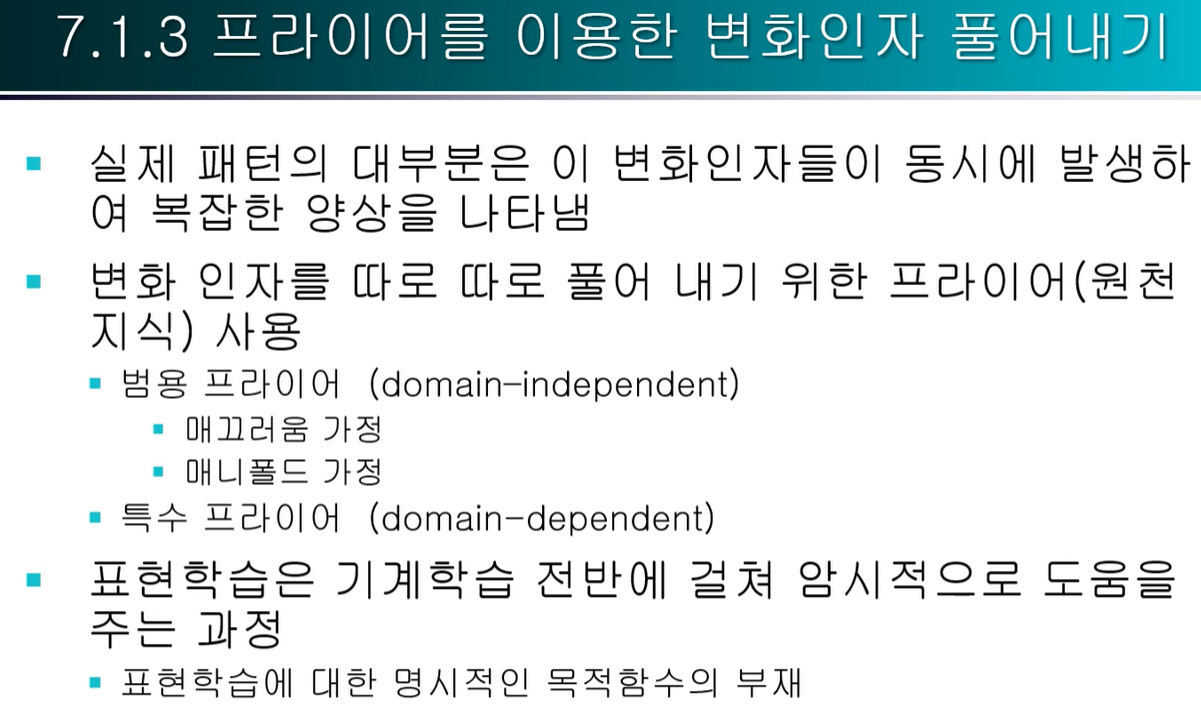 7.1.3 프라이어를 이용한 변화인자 풀어내기
실제 패턴의 대부분은 이 변화인자들이 동시에 발생하
여 복잡한 양상을 나타냄
변화 인자를 따로 따로 풀어 내기 위한 프라이어(원천
지식) 사용
범용 프라이어 (domain-independent)
매끄러움 가정
매니폴드 가정
특수 프라이어 (domain-dependent)
표현학습은 기계학습 전반에 걸쳐 암시적으로 도움을
주는 과정
표현학습에 대한 명시적인 목적함수의 부재